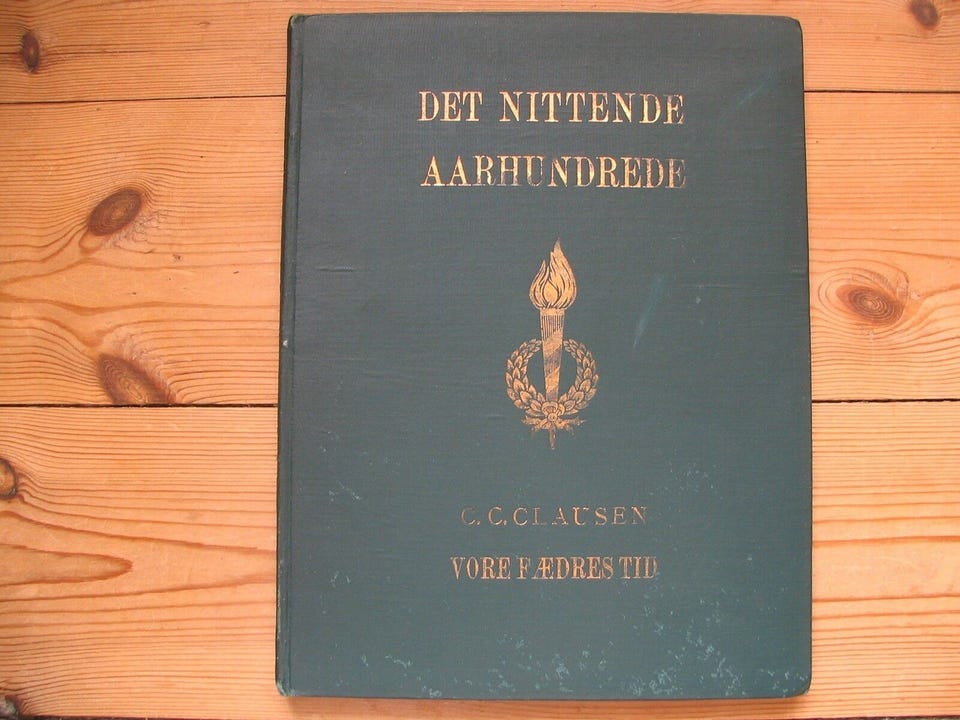 DET NITTENDE
AARHUNDREDE
C. C. CLAUSEN
VORE FÆDRES TID